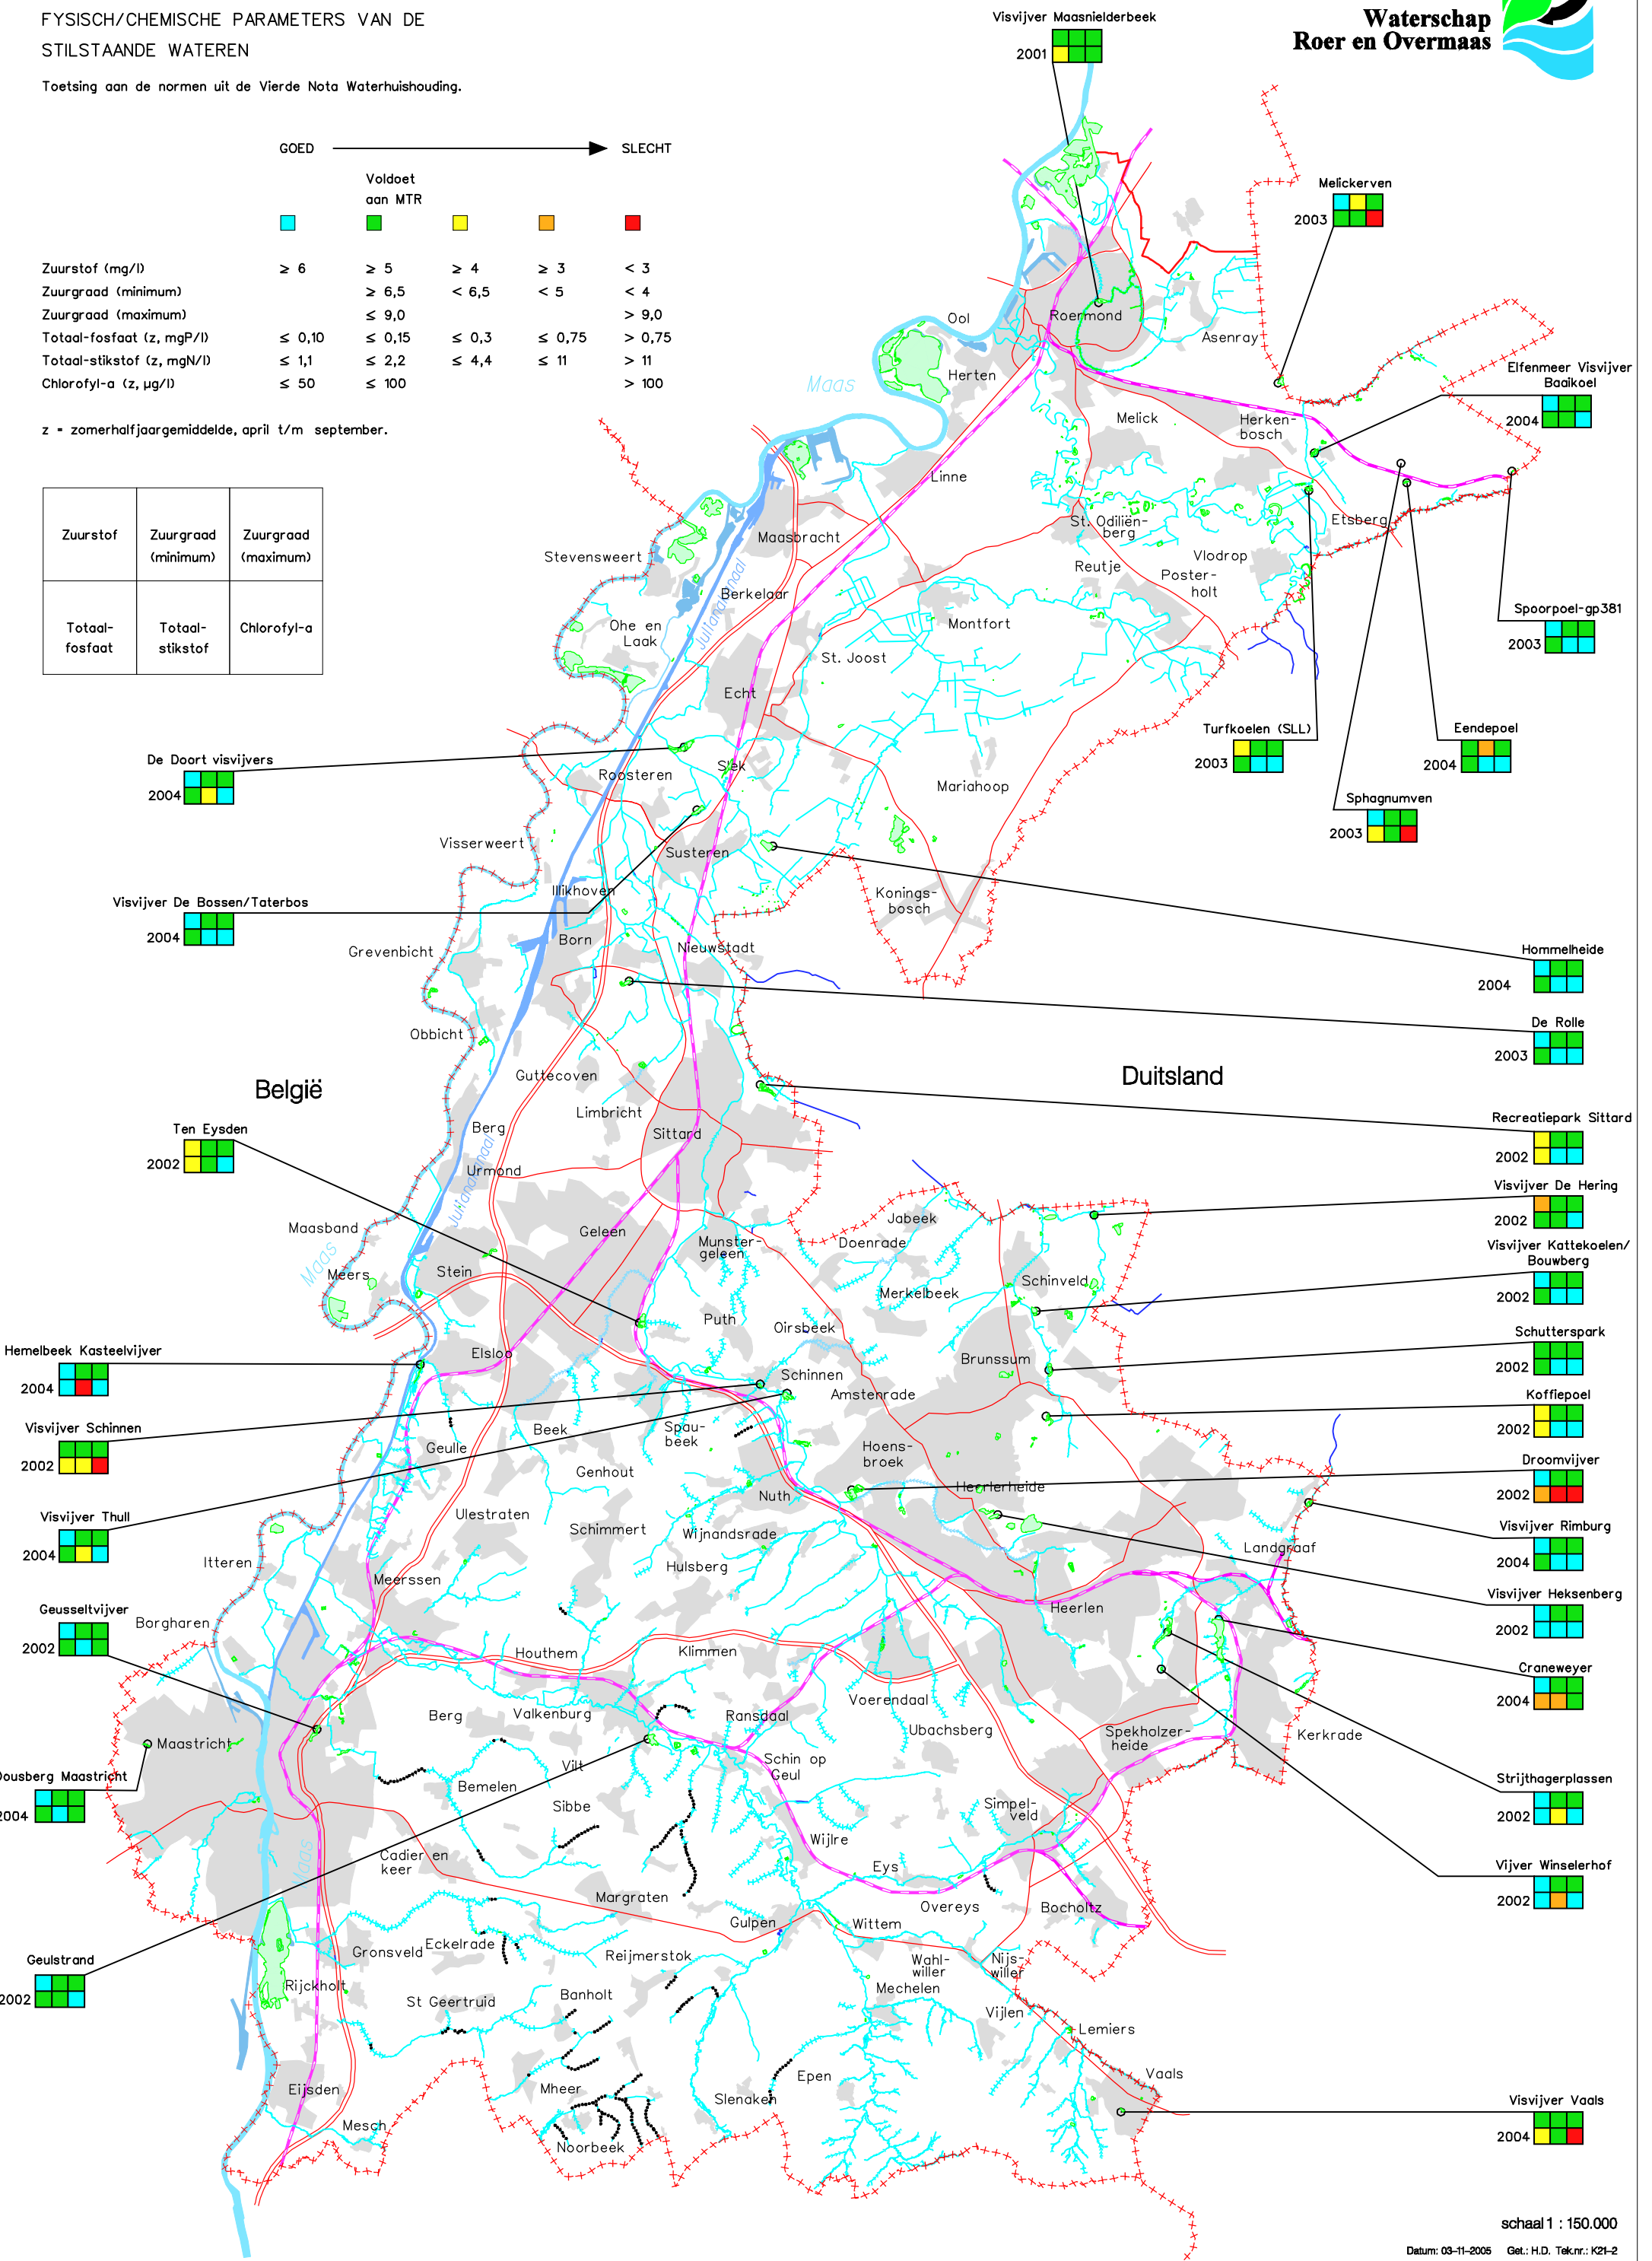 FYSISCH/CHEMISCHE PARAMETERS VAN DE
STILSTAANDE WATEREN
Toetsing aan de normen uit de Vierde Nota Waterhuishouding.
Waterschap
Roer en Overmaas
GOED SLECHT
Voldoet
aan MTR
Zuurstof (mg/l) ≥ 6 ≥ 5 ≥ 4 ≥ 3 < 3
Zuurgraad (minimum) ≥ 6,5 < 6,5 < 5 < 4
Zuurgraad (maximum) ≤ 9,0 > 9,0
Totaal-fosfaat (z, mgP/l) ≤ 0,10 ≤ 0,15 ≤ 0,3 ≤ 0,75 > 0,75
Totaal-stikstof (z, mgN/l) ≤ 1,1 ≤ 2,2 ≤ 4,4 ≤ 11 > 11
Chlorofyl-a (z, µg/l) ≤ 50 ≤ 100 > 100
z = zomerhalfjaargemiddelde, april t/m september.
Zuurstof
Zuurgraad
(minimum)
Zuurgraad
(maximum)
Totaal-
fosfaat
Totaal-
stikstof
Chlorofyl-a
Visvijver Maasnielderbeek
2001
Melickerven
2003
Elfenmeer Visvijver
Baaikoel
2004
Spoorpoel-gp381
2003
Turfkoelen (SLL)
2003
Eendepoel
2004
Sphagnumven
2003
De Doort visvijvers
2004
Visvijver De Bossen/Taterbos
2004
Hommelheide
2004
De Rolle
2003
Recreatiepark Sittard
2002
Visvijver De Hering
2002
Visvijver Kattekoelen/
Bouwberg
2002
Schutterspark
2002
Koffiepoel
2002
Droomvijver
2002
Visvijver Rimburg
2004
Visvijver Heksenberg
2002
Craneweyer
2004
Strijthagerplassen
2002
Vijver Winselerhof
2002
Visvijver Vaals
2004
Ten Eysden
2002
Hemelbeek Kasteelvijver
2004
Visvijver Schinnen
2002
Visvijver Thull
2004
Geusseltvijver
2002
Dousberg Maastricht
2004
Geulstrand
2002
Roermond
Ool
Asenray
Herten
Maas
Melick
Herken-
bosch
Linne
St. Odiliën-
berg
Etsberg
Vlodrop
Maasbracht
Stevensweert
Reutje
Poster-
holt
Berkelaar
Julianakanaal
Ohe en
Laak
Montfort
St. Joost
Echt
Roosteren
Slek
Mariahoop
Visserweert
Susteren
Illikhoven
Konings-
bosch
Born
Nieuwstadt
Grevenbicht
Obbicht
Guttecoven
België
Duitsland
Limbricht
Berg
Sittard
Urmond
Julianakanaal
Maasband
Geleen
Munster-
geleen
Jabeek
Doenrade
Maas
Meers
Stein
Schinveld
Merkelbeek
Puth
Oirsbeek
Elsloo
Brunssum
Schinnen
Amstenrade
Beek
Spau-
beek
Geulle
Hoens-
broek
Genhout
Nuth
Heerlerheide
Ulestraten
Schimmert
Wijnandsrade
Landgraaf
Itteren
Hulsberg
Meerssen
Heerlen
Borgharen
Houthem
Klimmen
Voerendaal
Berg
Valkenburg
Ransdaal
Ubachsberg
Spekholzer-
heide
Kerkrade
Maastricht
Schin op
Geul
Vilt
Bemelen
Sibbe
Simpel-
veld
Wijlre
Cadier en
keer
Maas
Eys
Margraten
Overeys
Bocholtz
Gulpen
Wittem
Gronsveld
Eckelrade
Reijmerstok
Wahl-
willer
Nijs-
willer
Rijckholt
Mechelen
St Geertruid
Banholt
Vijlen
Lemiers
Epen
Vaals
Eijsden
Mheer
Slenaken
Mesch
Noorbeek
schaal 1 : 150.000
Datum: 03-11-2005 Get.: H.D. Tek.nr.: K21-2